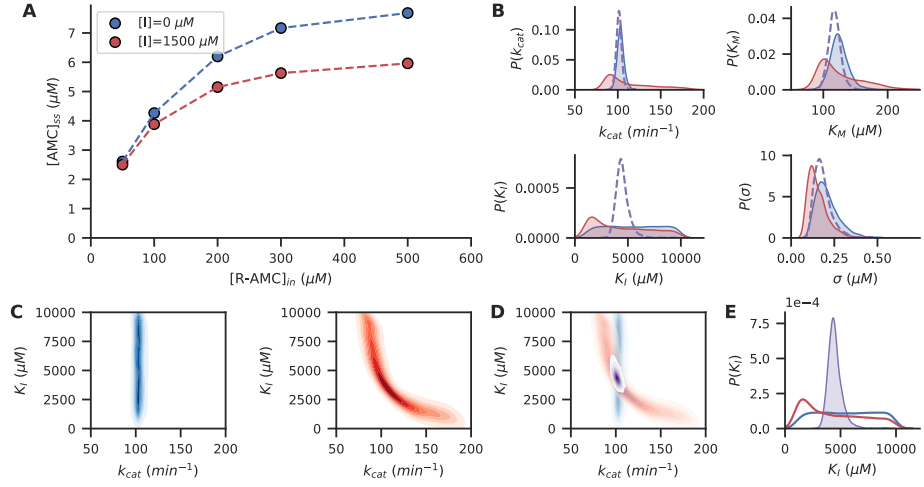 A
[I]=0 μM
[I]=1500 μM
7
6
5
4
3
2
1
0
[AMC]ss (μM)
0
100
200
300
400
500
600
[R-AMC]in (μM)
B
P(kcat)
0.10
0.05
0.00
50
100
150
200
kcat (min⁻¹)
P(KM)
0.04
0.02
0.00
100
200
KM (μM)
P(KI)
0.0005
0.0000
0
5000
10000
KI (μM)
P(σ)
10
5
0
0.00
0.25
0.50
σ (μM)
C
KI (μM)
10000
7500
5000
2500
0
50
100
150
200
kcat (min⁻¹)
KI (μM)
10000
7500
5000
2500
0
50
100
150
200
kcat (min⁻¹)
D
KI (μM)
10000
7500
5000
2500
0
50
100
150
200
kcat (min⁻¹)
E
1e−4
P(KI)
8
6
4
2
0
0
5000
10000
KI (μM)